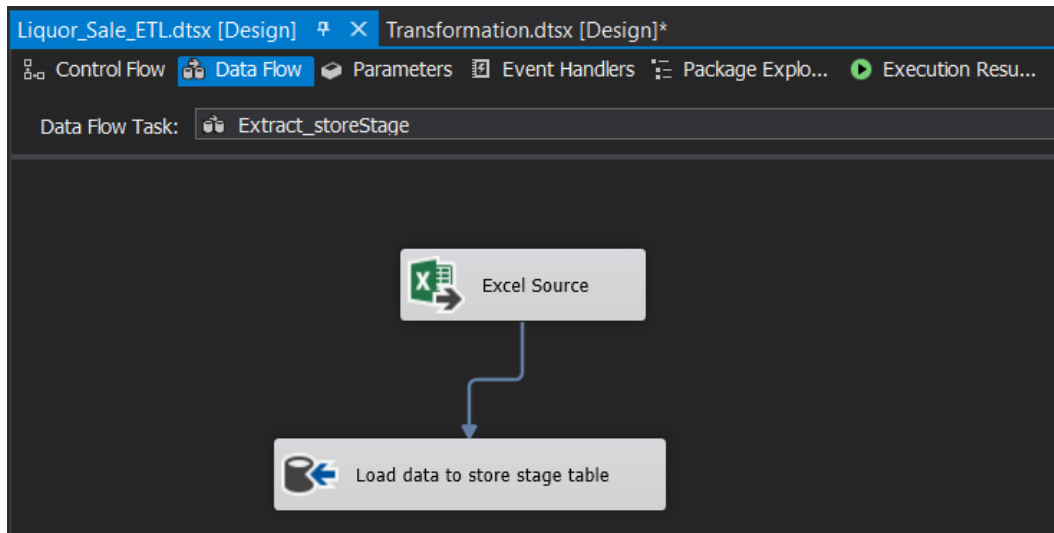 Liquor_Sale_ETL.dtsx [Design] Transformation.dtsx [Design]*
Control Flow Data Flow Parameters Event Handlers Package Explo... Execution Resu...
Data Flow Task: Extract_storeStage
Excel Source
Load data to store stage table